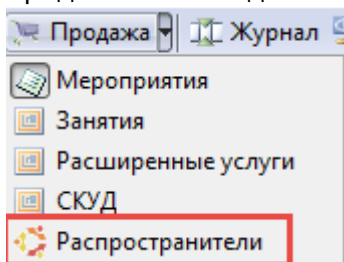 Продажа Журнал
Мероприятия
Занятия
Расширенные услуги
СКУД
Распространители